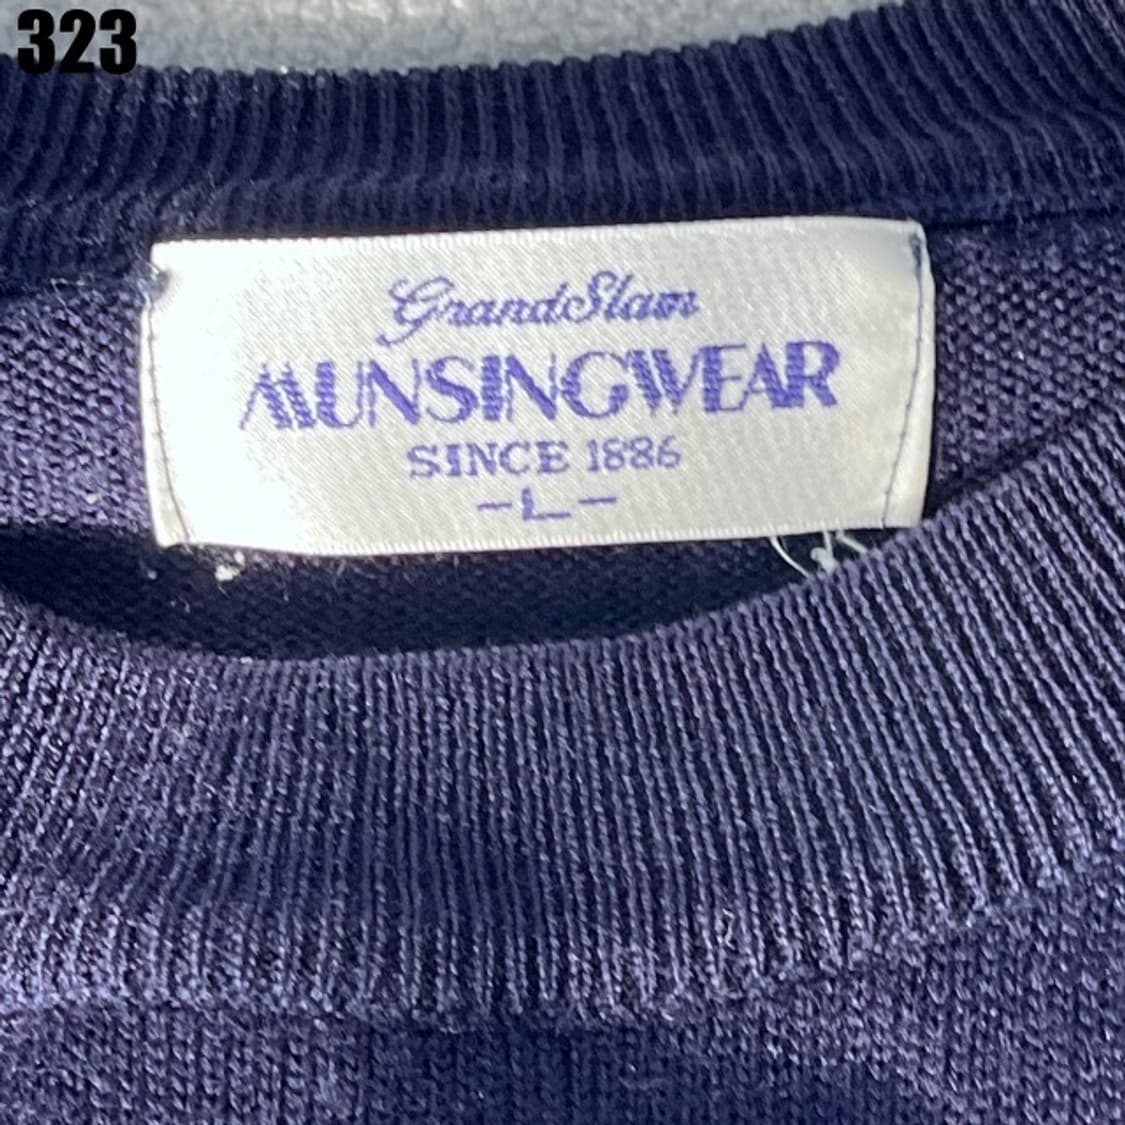 323
GrandSlam
MUNSINGWEAR
SINCE 1886
-L-